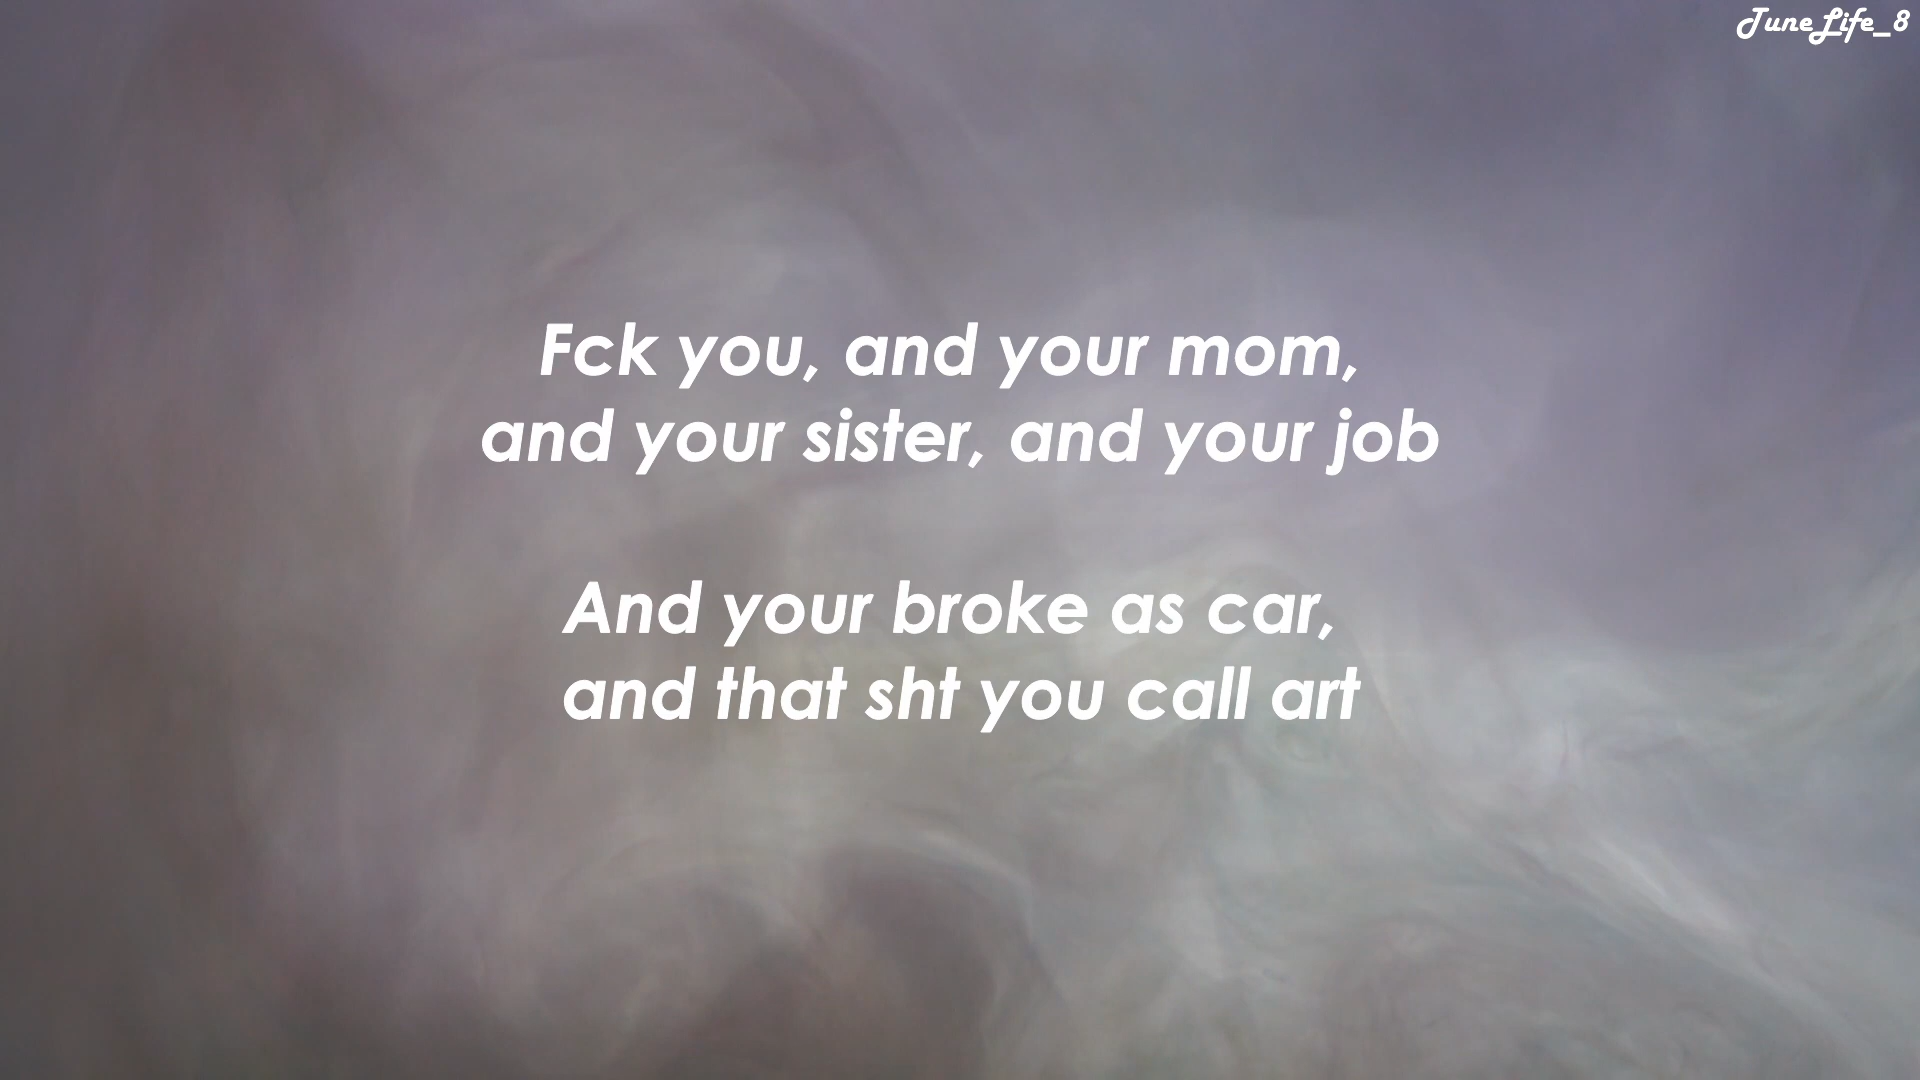 TuneLife_8
Fck you, and your mom,
and your sister, and your job
And your broke as car,
and that sht you call art